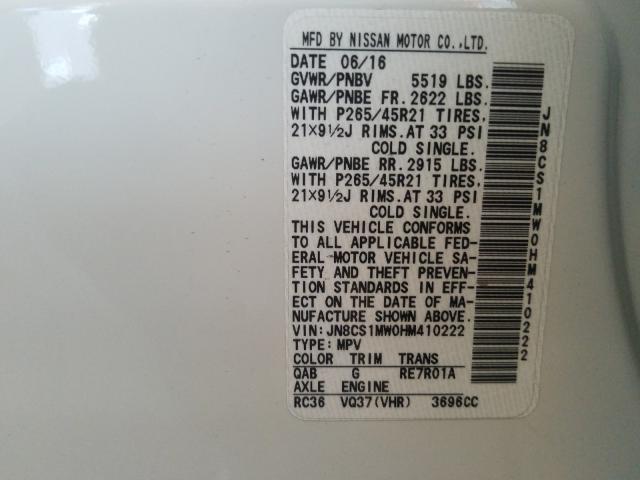 MFD BY NISSAN MOTOR CO.,LTD.
DATE 06/16
GVWR/PNBV 5519 LBS.
GAWR/PNBE FR. 2622 LBS.
WITH P265/45R21 TIRES,
21X9½J RIMS. AT 33 PSI
COLD SINGLE.
GAWR/PNBE RR. 2915 LBS.
WITH P265/45R21 TIRES,
21X9½J RIMS. AT 33 PSI
COLD SINGLE.
THIS VEHICLE CONFORMS
TO ALL APPLICABLE FED-
ERAL-MOTOR VEHICLE SA-
FETY AND THEFT PREVEN-
TION STANDARDS IN EFF-
ECT ON THE DATE OF MA-
NUFACTURE SHOWN ABOVE.
VIN:JN8CS1MW0HM410222
TYPE: MPV
COLOR TRIM TRANS
QAB G RE7R01A
AXLE ENGINE
RC36 VQ37(VHR) 3696CC
JN8CS1MW0HM410222